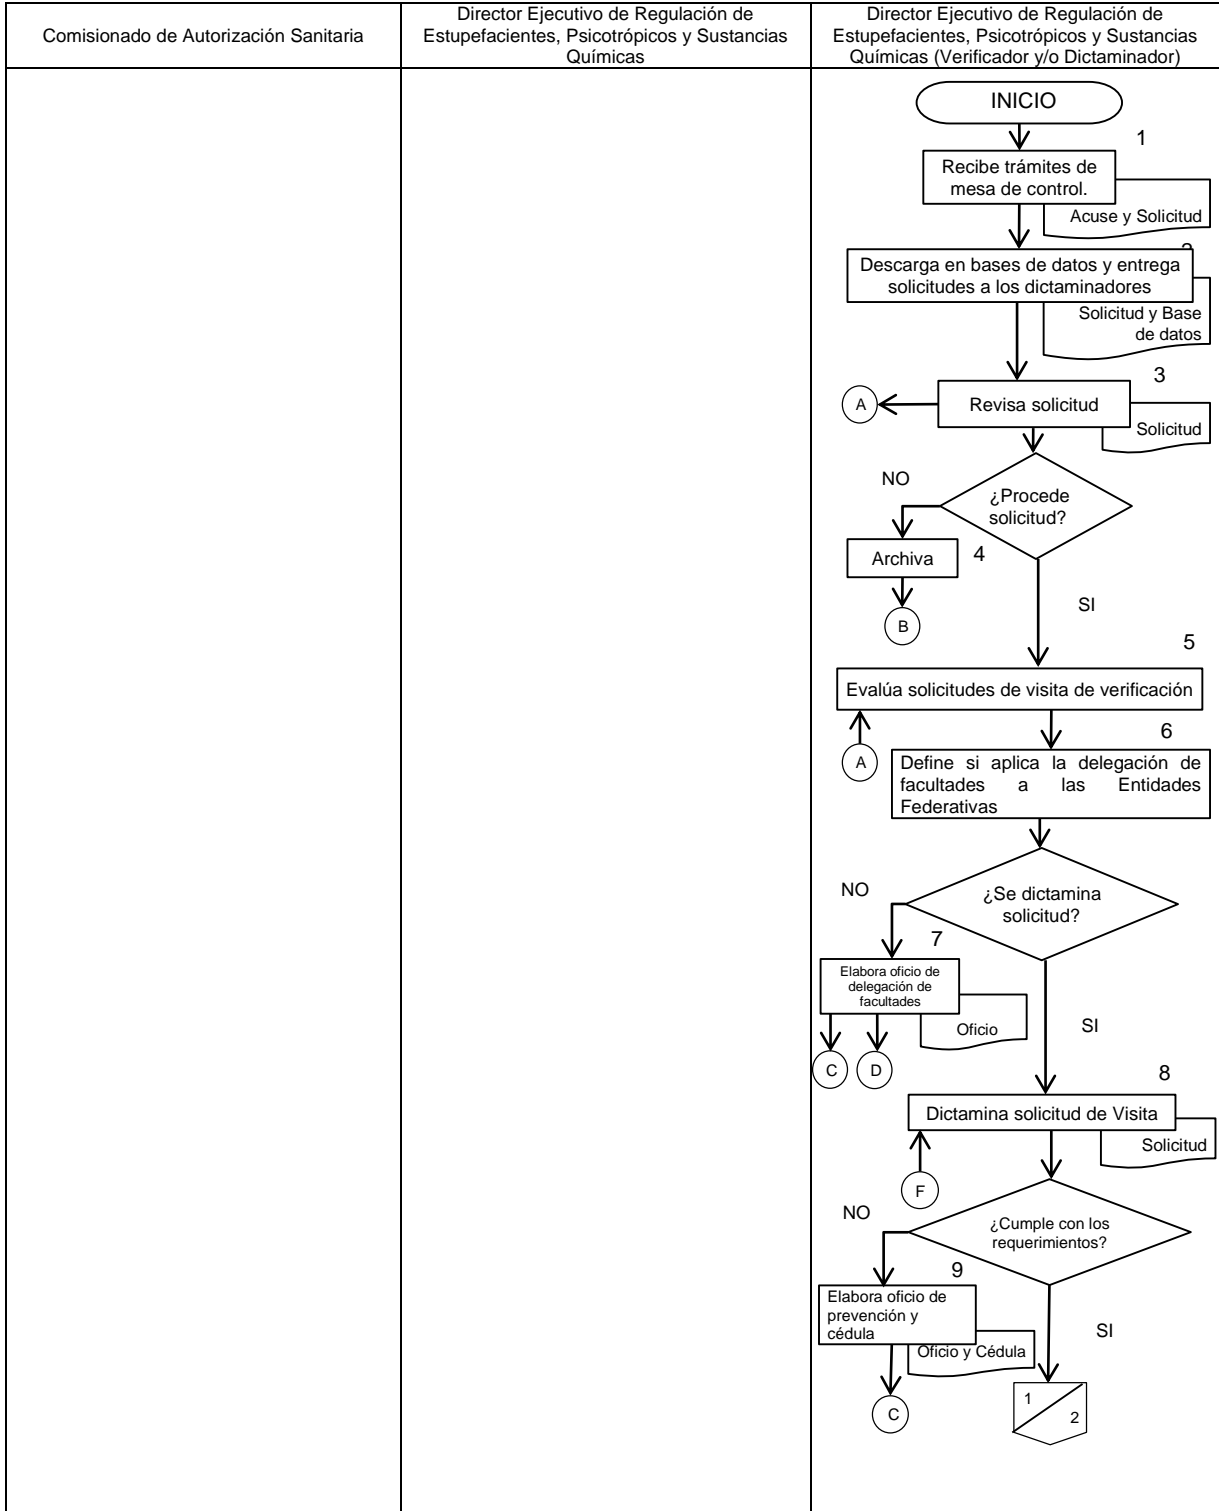 Comisionado de Autorización Sanitaria
Director Ejecutivo de Regulación de
Estupefacientes, Psicotrópicos y Sustancias
Químicas
Director Ejecutivo de Regulación de
Estupefacientes, Psicotrópicos y Sustancias
Químicas (Verificador y/o Dictaminador)
INICIO
1
Recibe trámites de
mesa de control.
Acuse y Solicitud
2
Descarga en bases de datos y entrega
solicitudes a los dictaminadores
Solicitud y Base
de datos
3
A
Revisa solicitud
Solicitud
NO
¿Procede
solicitud?
Archiva
4
B
SI
5
Evalúa solicitudes de visita de verificación
6
A
Define si aplica la delegación de
facultades a las Entidades
Federativas
NO
¿Se dictamina
solicitud?
7
Elabora oficio de
delegación de
facultades
Oficio
SI
C
D
8
Dictamina solicitud de Visita
Solicitud
F
NO
¿Cumple con los
requerimientos?
9
Elabora oficio de
prevención y
cédula
Oficio y Cédula
SI
C
1
2